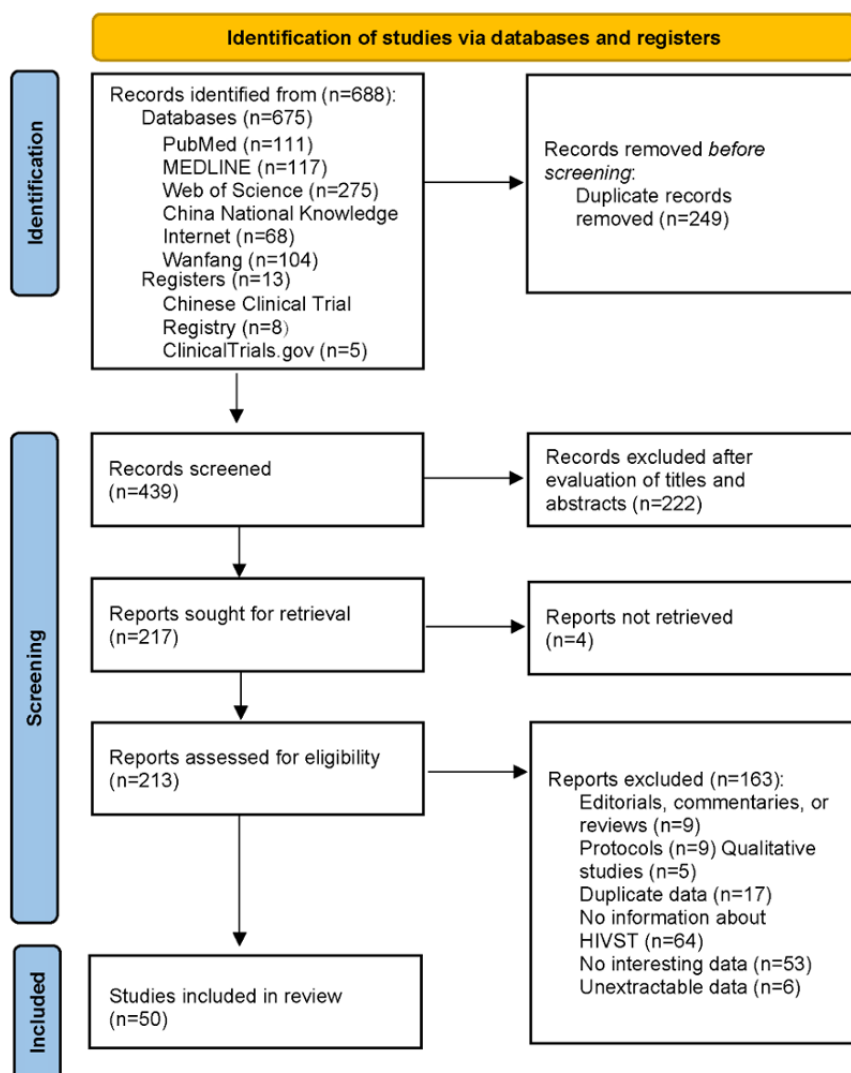 Identification of studies via databases and registers
Identification
Records identified from (n=688):
Databases (n=675)
PubMed (n=111)
MEDLINE (n=117)
Web of Science (n=275)
China National Knowledge
Internet (n=68)
Wanfang (n=104)
Registers (n=13)
Chinese Clinical Trial
Registry (n=8）
ClinicalTrials.gov (n=5)
Records removed before
screening:
Duplicate records
removed (n=249)
Screening
Records screened
(n=439)
Records excluded after
evaluation of titles and
abstracts (n=222)
Reports sought for retrieval
(n=217)
Reports not retrieved
(n=4)
Reports assessed for eligibility
(n=213)
Reports excluded (n=163):
Editorials, commentaries, or
reviews (n=9)
Protocols (n=9) Qualitative
studies (n=5)
Duplicate data (n=17)
No information about
HIVST (n=64)
No interesting data (n=53)
Unextractable data (n=6)
Included
Studies included in review
(n=50)